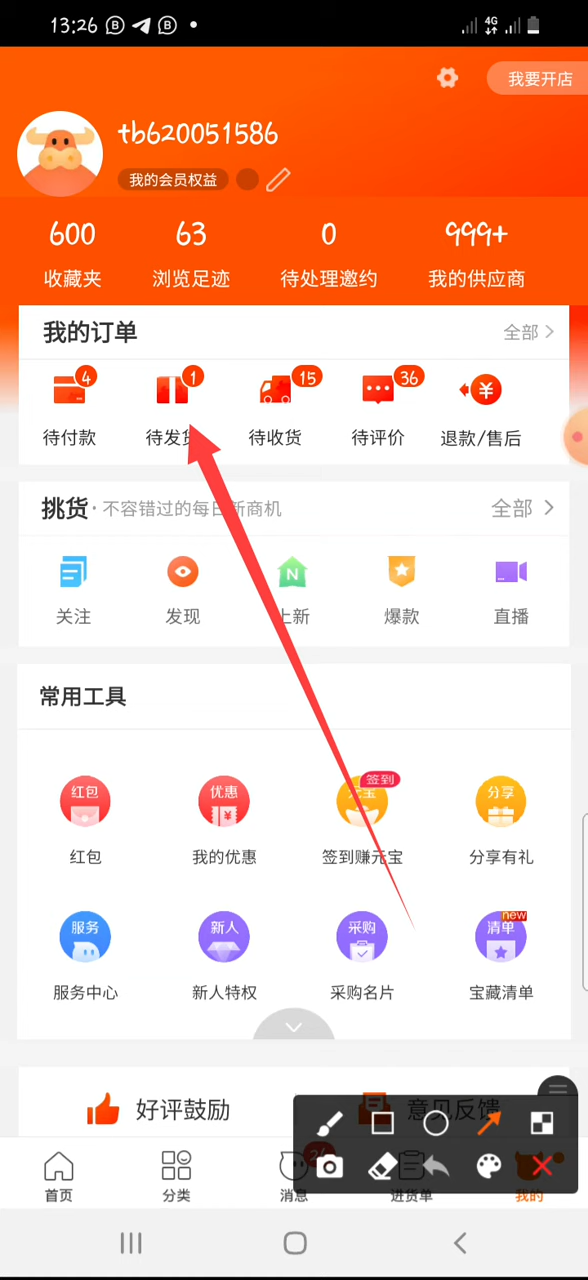 13:26
4G
我要开店
tb620051586
我的会员权益
600 63 0 999+
收藏夹 浏览足迹 待处理邀约 我的供应商
我的订单 全部
4 1 15 36
待付款 待发货 待收货 待评价 退款/售后
挑货·不容错过的每日新商机 全部
N
关注 发现 上新 爆款 直播
常用工具
签到
红包 优惠 元宝 分享
红包 我的优惠 签到赚元宝 分享有礼
new
服务 新人 采购 清单
服务中心 新人特权 采购名片 宝藏清单
好评鼓励 意见反馈
首页 分类 消息 进货单 我的